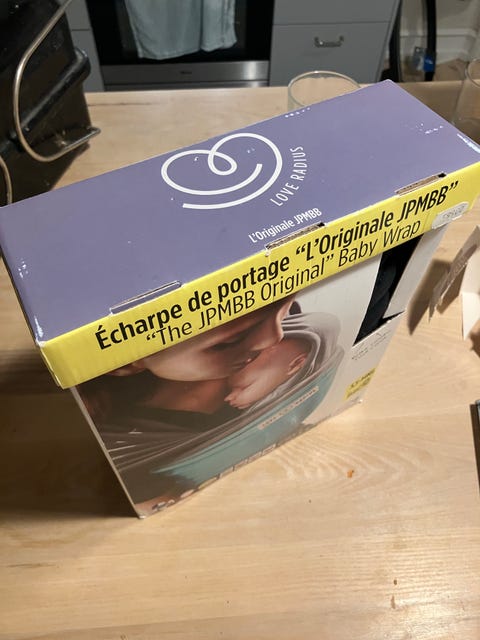 LOVE RADIUS
L'Originale JPMBB
Écharpe de portage "L'Originale JPMBB"
"The JPMBB Original" Baby Wrap